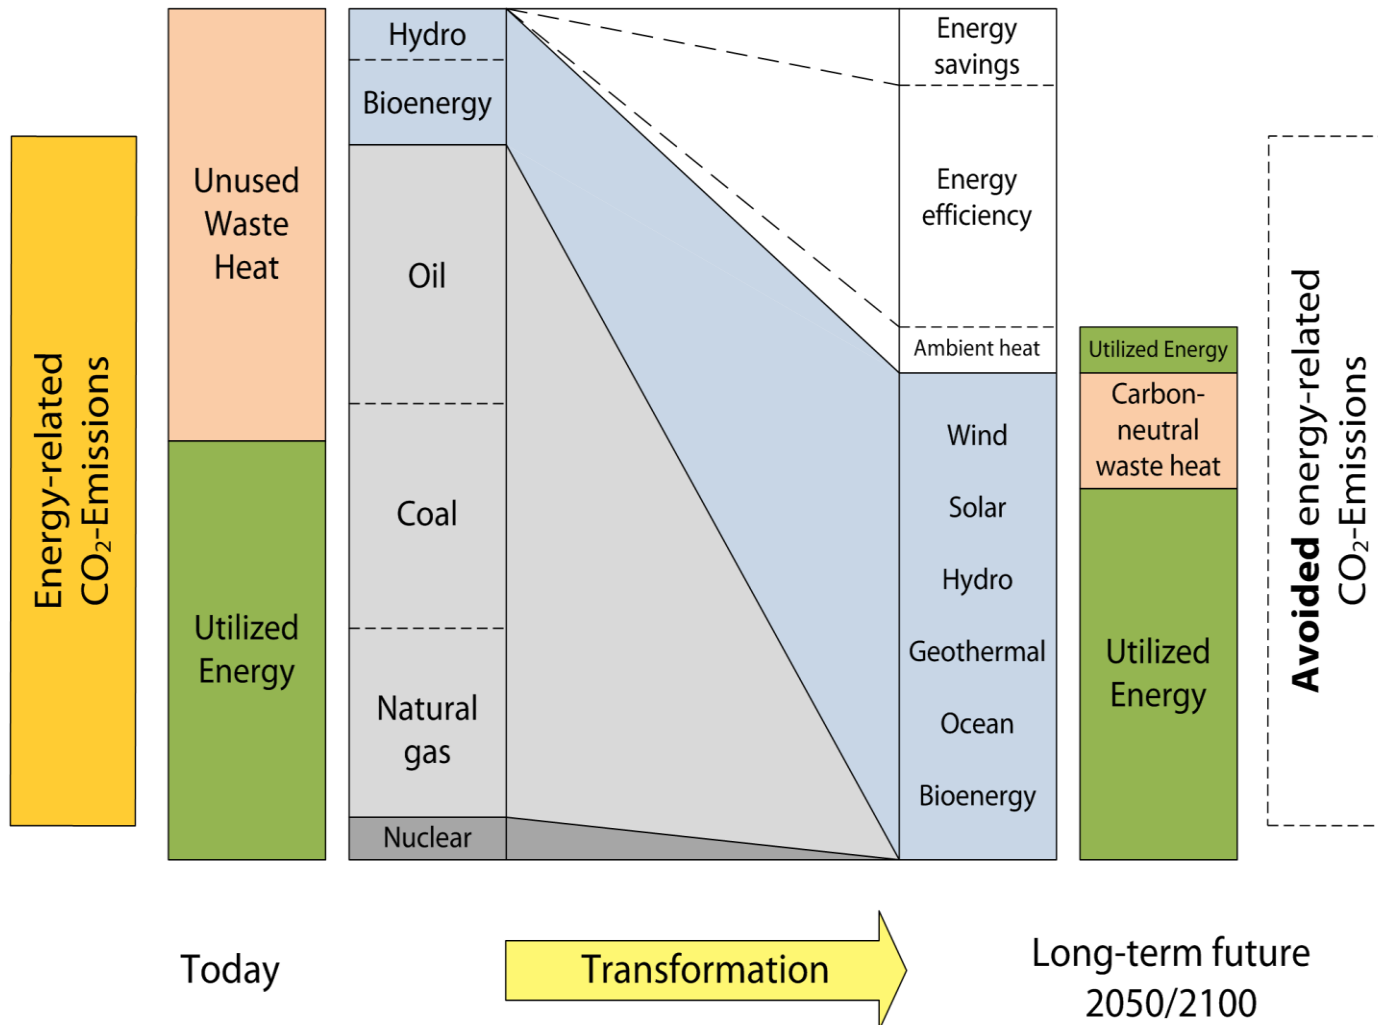 Energy-related
CO₂-Emissions
Unused
Waste
Heat
Utilized
Energy
Hydro
Bioenergy
Oil
Coal
Natural
gas
Nuclear
Energy
savings
Energy
efficiency
Ambient heat
Wind
Solar
Hydro
Geothermal
Ocean
Bioenergy
Utilized Energy
Carbon-
neutral
waste heat
Utilized
Energy
Avoided energy-related
CO₂-Emissions
Today
Transformation
Long-term future
2050/2100